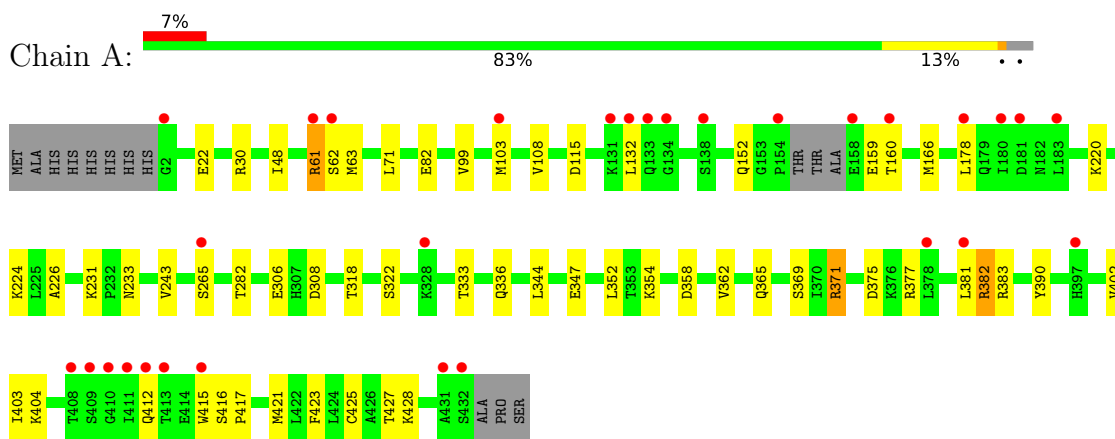 7%
Chain A:
83% 13% • •
MET ALA HIS HIS HIS HIS HIS HIS G2 E22 R30 I48 R61 S62 M63 L71 E82 V99 M103 V108 D115 K131 L132 Q133 G134 S138 Q152 G153 P154 THR THR ALA E158 E159 T160 M166 L178 Q179 I180 D181 N182 L183 K220
K224 L225 A226 K231 P232 N233 V243 S265 T282 E306 H307 D308 T318 S322 K328 T333 Q336 L344 E347 L352 T353 K354 D358 V362 Q365 S369 I370 R371 D375 K376 R377 L378 L381 R382 R383 Y390 H397
I403 K404 T408 S409 G410 I411 Q412 T413 E414 W415 S416 P417 M421 L422 F423 L424 C425 A426 T427 K428 A431 S432 ALA PRO SER